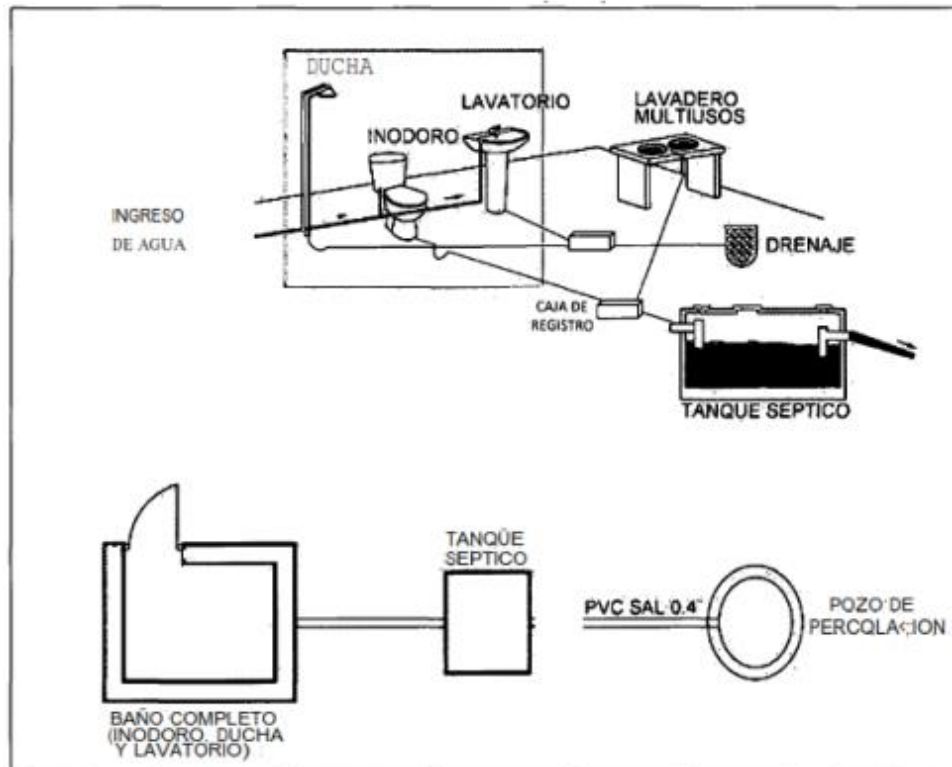 DUCHA
LAVATORIO
LAVADERO
MULTIUSOS
INODORO
INGRESO
DE AGUA
DRENAJE
CAJA DE
REGISTRO
TANQUE SEPTICO
TANQÜE
SEPTICO
PVC SAL 0.4"
POZO DE
PERCQLACION
BAÑO COMPLETO
(INODORO, DUCHA
Y LAVATORIO)